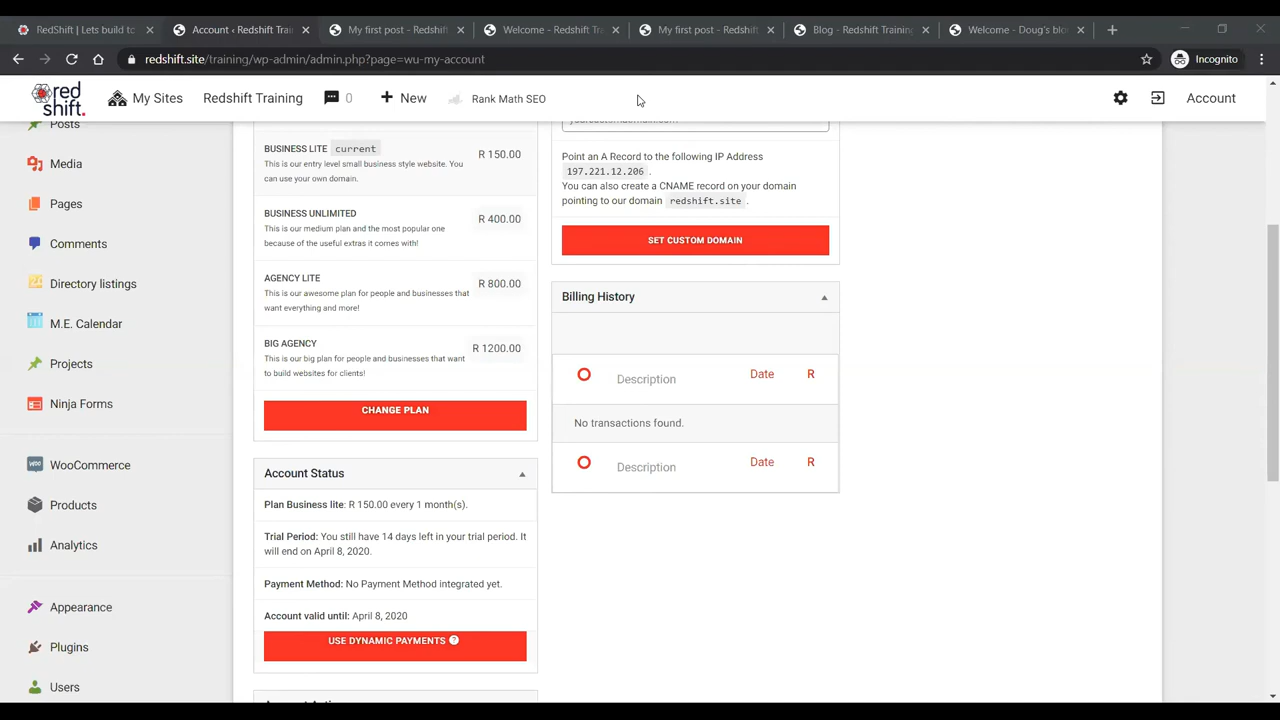 RedShift | Lets build to
Account ‹ Redshift Trai
My first post - Redshift
Welcome - Redshift Tr
My first post - Redshift
Blog - Redshift Training
Welcome - Doug's blo
redshift.site/training/wp-admin/admin.php?page=wu-my-account
Incognito
red
shift.
My Sites
Redshift Training
0
New
Rank Math SEO
Account
Posts
Media
Pages
Comments
Directory listings
M.E. Calendar
Projects
Ninja Forms
WooCommerce
Products
Analytics
Appearance
Plugins
Users
BUSINESS LITE current
R 150.00
This is our entry level small business style website. You
can use your own domain.
BUSINESS UNLIMITED
R 400.00
This is our medium plan and the most popular one
because of the useful extras it comes with!
AGENCY LITE
R 800.00
This is our awesome plan for people and businesses that
want everything and more!
BIG AGENCY
R 1200.00
This is our big plan for people and businesses that want
to build websites for clients!
CHANGE PLAN
Account Status
Plan Business lite: R 150.00 every 1 month(s).
Trial Period: You still have 14 days left in your trial period. It
will end on April 8, 2020.
Payment Method: No Payment Method integrated yet.
Account valid until: April 8, 2020
USE DYNAMIC PAYMENTS ?
Point an A Record to the following IP Address
197.221.12.206 .
You can also create a CNAME record on your domain
pointing to our domain redshift.site .
SET CUSTOM DOMAIN
Billing History
Description Date R
No transactions found.
Description Date R